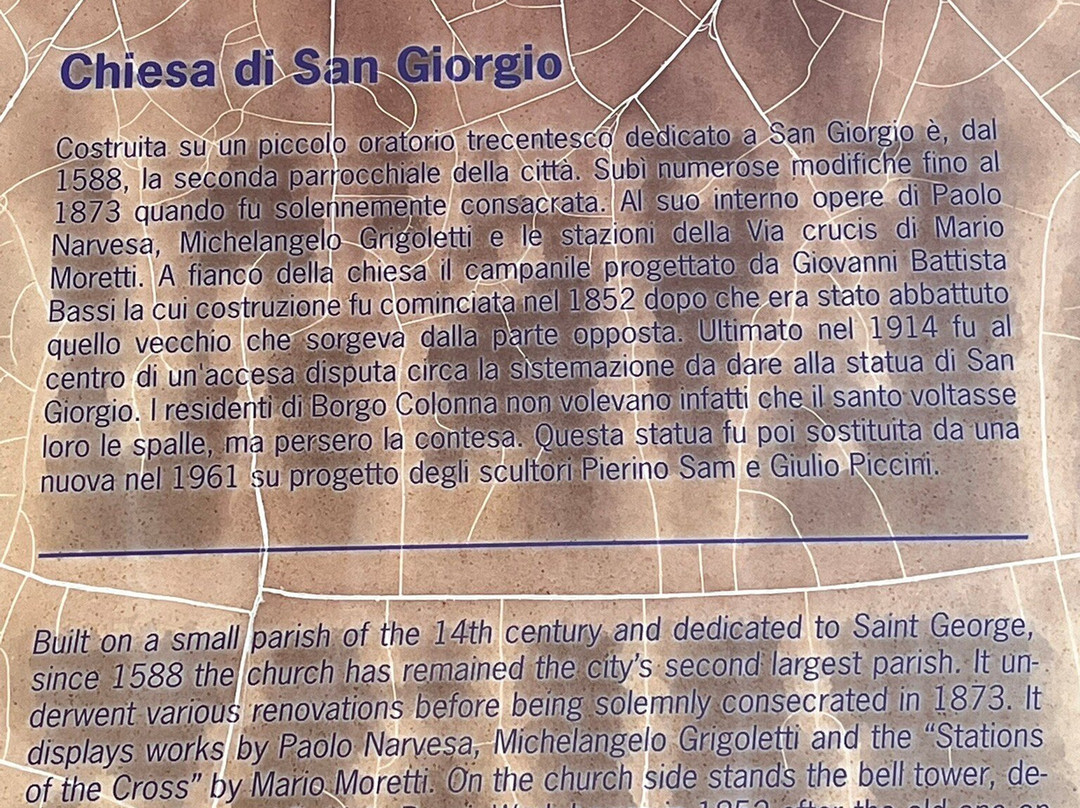 Chiesa di San Giorgio
Costruita su un piccolo oratorio trecentesco dedicato a San Giorgio è, dal
1588, la seconda parrocchiale della città. Subì numerose modifiche fino al
1873 quando fu solennemente consacrata. Al suo interno opere di Paolo
Narvesa, Michelangelo Grigoletti e le stazioni della Via crucis di Mario
Moretti. A fianco della chiesa il campanile progettato da Giovanni Battista
Bassi la cui costruzione fu cominciata nel 1852 dopo che era stato abbattuto
quello vecchio che sorgeva dalla parte opposta. Ultimato nel 1914 fu al
centro di un'accesa disputa circa la sistemazione da dare alla statua di San
Giorgio. I residenti di Borgo Colonna non volevano infatti che il santo voltasse
loro le spalle, ma persero la contesa. Questa statua fu poi sostituita da una
nuova nel 1961 su progetto degli scultori Pierino Sam e Giulio Piccini.
Built on a small parish of the 14th century and dedicated to Saint George,
since 1588 the church has remained the city's second largest parish. It un-
derwent various renovations before being solemnly consecrated in 1873. It
displays works by Paolo Narvesa, Michelangelo Grigoletti and the “Stations
of the Cross” by Mario Moretti. On the church side stands the bell tower, de-
1852 after the old